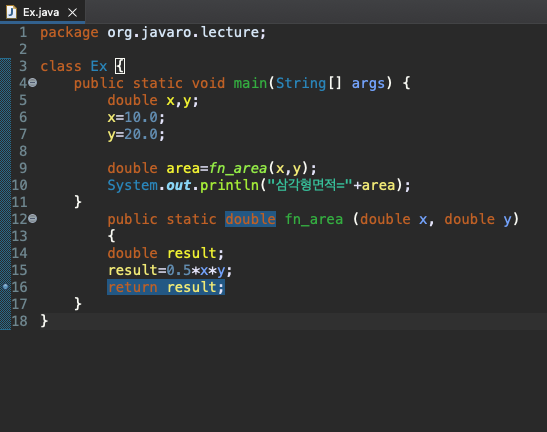 Ex.java
1 package org.javaro.lecture;
2
3 class Ex {
4 public static void main(String[] args) {
5 double x,y;
6 x=10.0;
7 y=20.0;
8
9 double area=fn_area(x,y);
10 System.out.println("삼각형면적="+area);
11 }
12 public static double fn_area (double x, double y)
13 {
14 double result;
15 result=0.5*x*y;
16 return result;
17 }
18 }